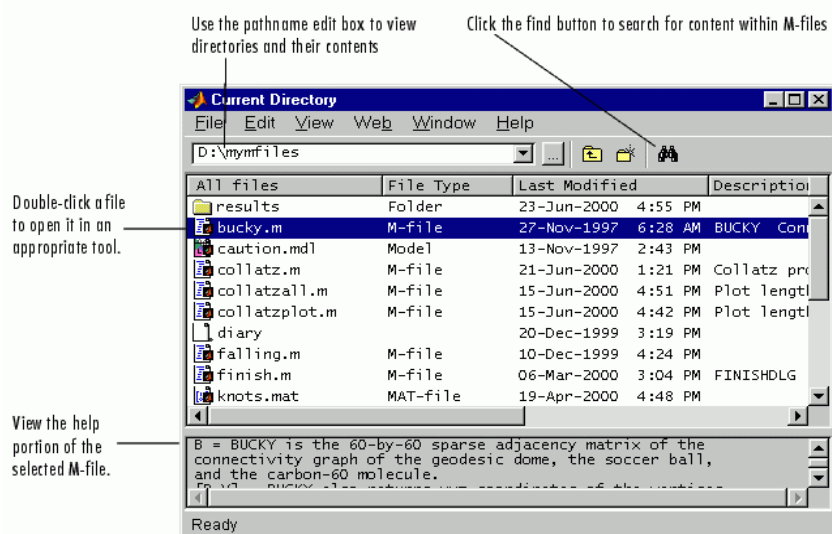 Use the pathname edit box to view
directories and their contents
Click the find button to search for content within M-files
Current Directory
File Edit View Web Window Help
D:\mymfiles
...
All files File Type Last Modified Description
results Folder 23-Jun-2000 4:55 PM
Double-click a file
to open it in an
appropriate tool.
bucky.m M-file 27-Nov-1997 6:28 AM BUCKY
caution.mdl Model 13-Nov-1997 2:43 PM
collatz.m M-file 21-Jun-2000 1:21 PM Collatz
collatzall.m M-file 15-Jun-2000 4:51 PM Plot
collatzplot.m M-file 15-Jun-2000 4:42 PM Plot
diary 20-Dec-1999 3:19 PM
falling.m M-file 10-Dec-1999 4:24 PM
finish.m M-file 06-Mar-2000 3:04 PM FINISHDLG
knots.mat MAT-file 19-Apr-2000 4:48 PM
View the help
portion of the
selected M-file.
B = BUCKY is the 60-by-60 sparse adjacency matrix of the
connectivity graph of the geodesic dome, the soccer ball,
and the carbon-60 molecule.
Ready